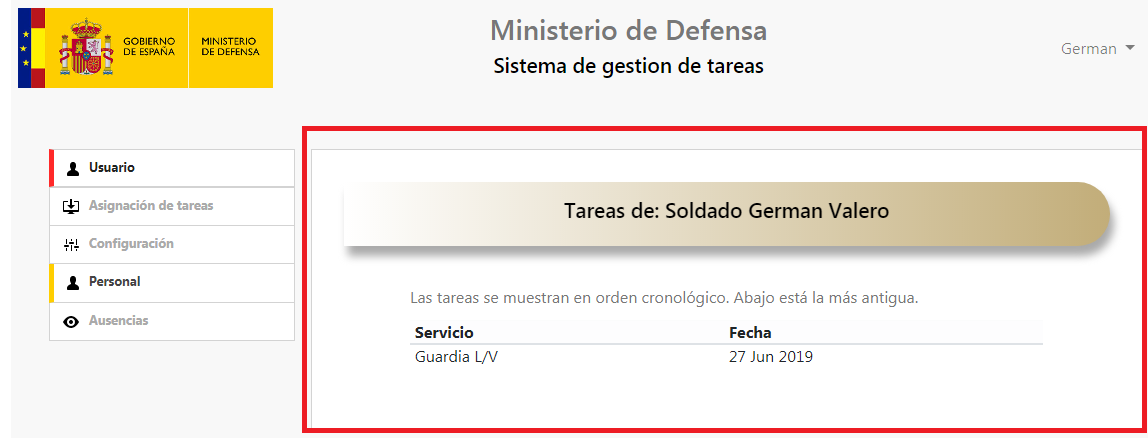 GOBIERNO
DE ESPAÑA
MINISTERIO
DE DEFENSA
Ministerio de Defensa
Sistema de gestion de tareas
German
Usuario
Asignación de tareas
Configuración
Personal
Ausencias
Tareas de: Soldado German Valero
Las tareas se muestran en orden cronológico. Abajo está la más antigua.
Servicio Fecha
Guardia L/V 27 Jun 2019